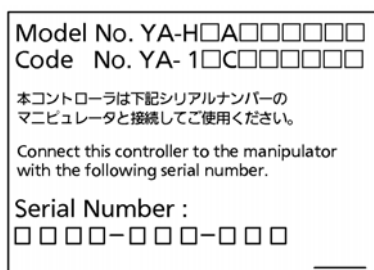 Model No. YA-H□A□□□□□□
Code No. YA- 1□C□□□□□□
本コントローラは下記シリアルナンバーの
マニピュレータと接続してご使用ください。
Connect this controller to the manipulator
with the following serial number.
Serial Number :
□□□□-□□□-□□□